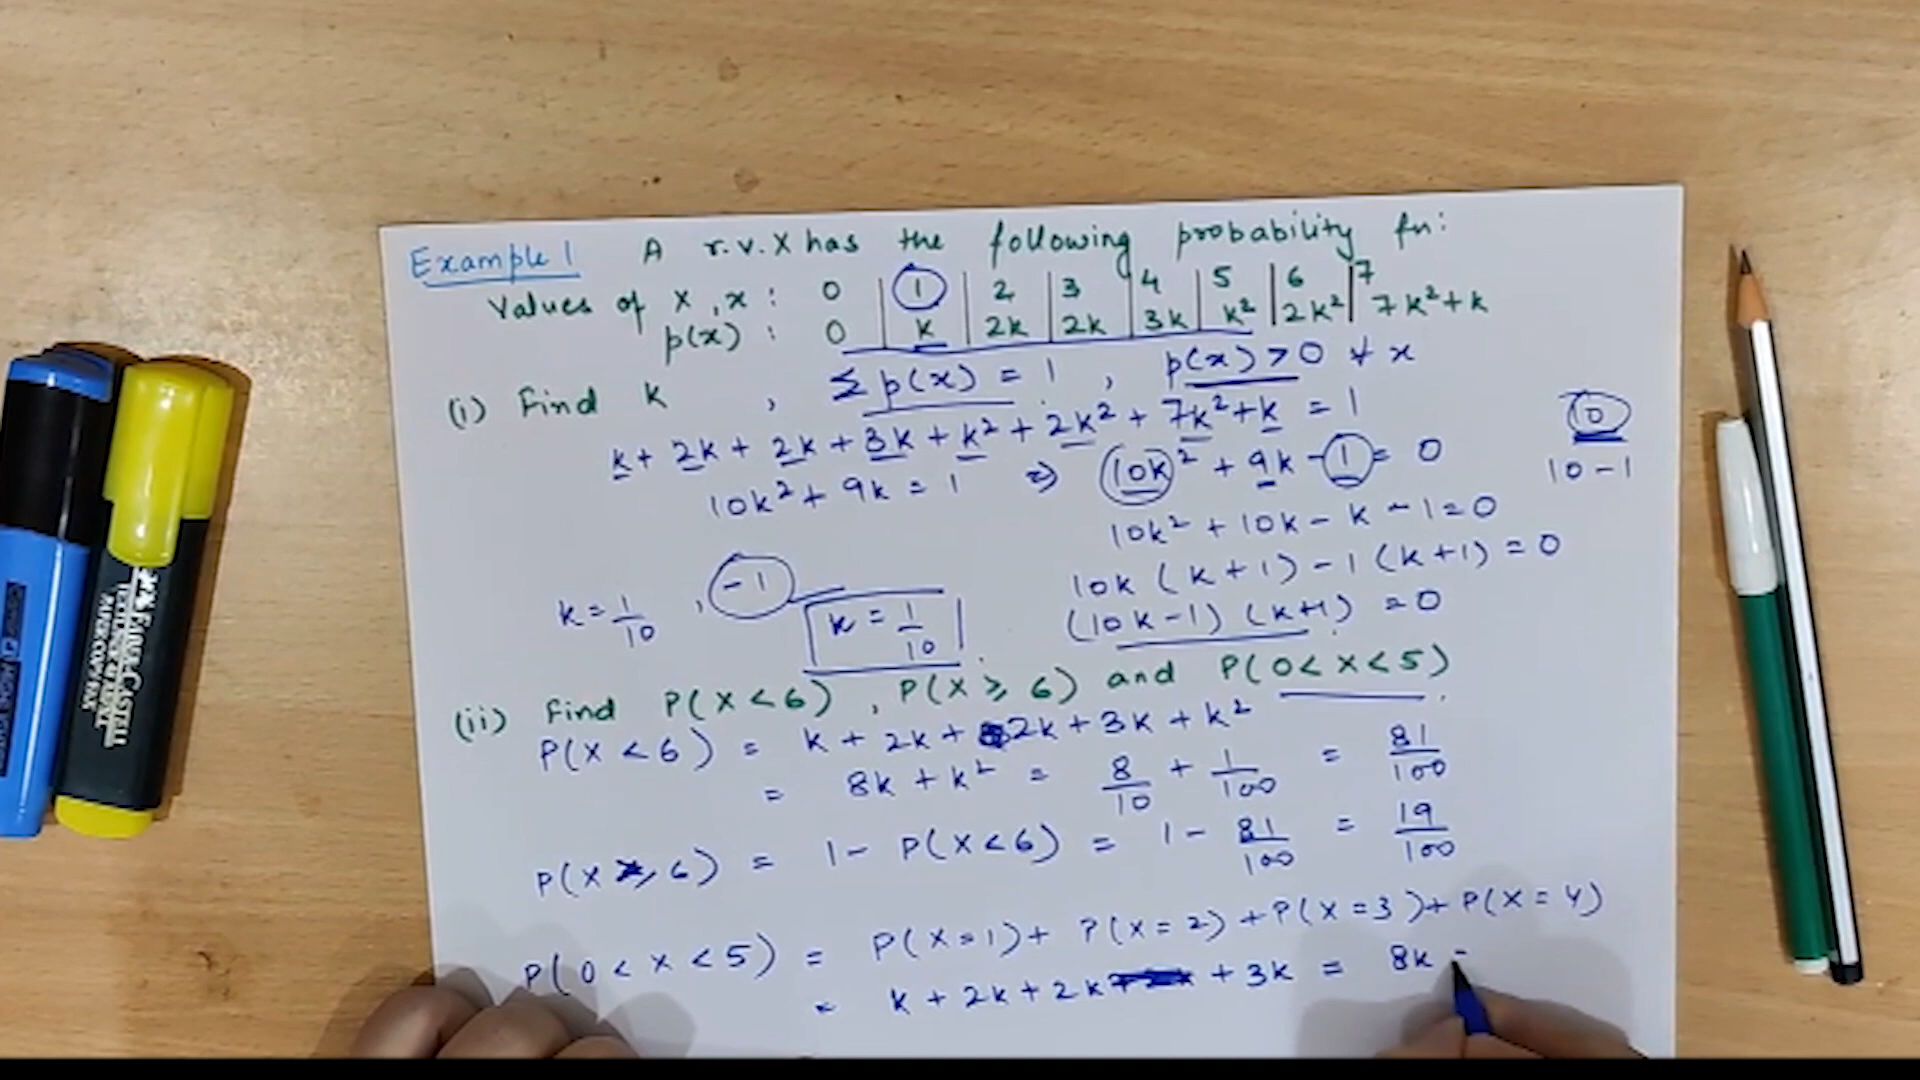 Example 1 A r.v. X has the following probability fn:
Values of X, x : 0 | 1 | 2 | 3 | 4 | 5 | 6 | 7
p(x) : 0 | k | 2k | 2k | 3k | k² | 2k² | 7k²+k
(i) Find k , Σ p(x) = 1 , p(x) > 0 ∀ x
k + 2k + 2k + 3k + k² + 2k² + 7k² + k = 1
10k² + 9k = 1 ⇒ 10k² + 9k - 1 = 0
10
10 - 1
10k² + 10k - k - 1 = 0
10k (k+1) - 1 (k+1) = 0
(10k-1) (k+1) = 0
k = 1/10 , -1
k = 1/10
(ii) Find P(X < 6) , P(X ≥ 6) and P(0 < X < 5)
P(X < 6) = k + 2k + 2k + 3k + k²
= 8k + k² = 8/10 + 1/100 = 81/100
P(X ≥ 6) = 1 - P(X < 6) = 1 - 81/100 = 19/100
P(0 < X < 5) = P(X=1) + P(X=2) + P(X=3) + P(X=4)
= k + 2k + 2k + 3k = 8k =
FABER-CASTELL
TEXTLINER